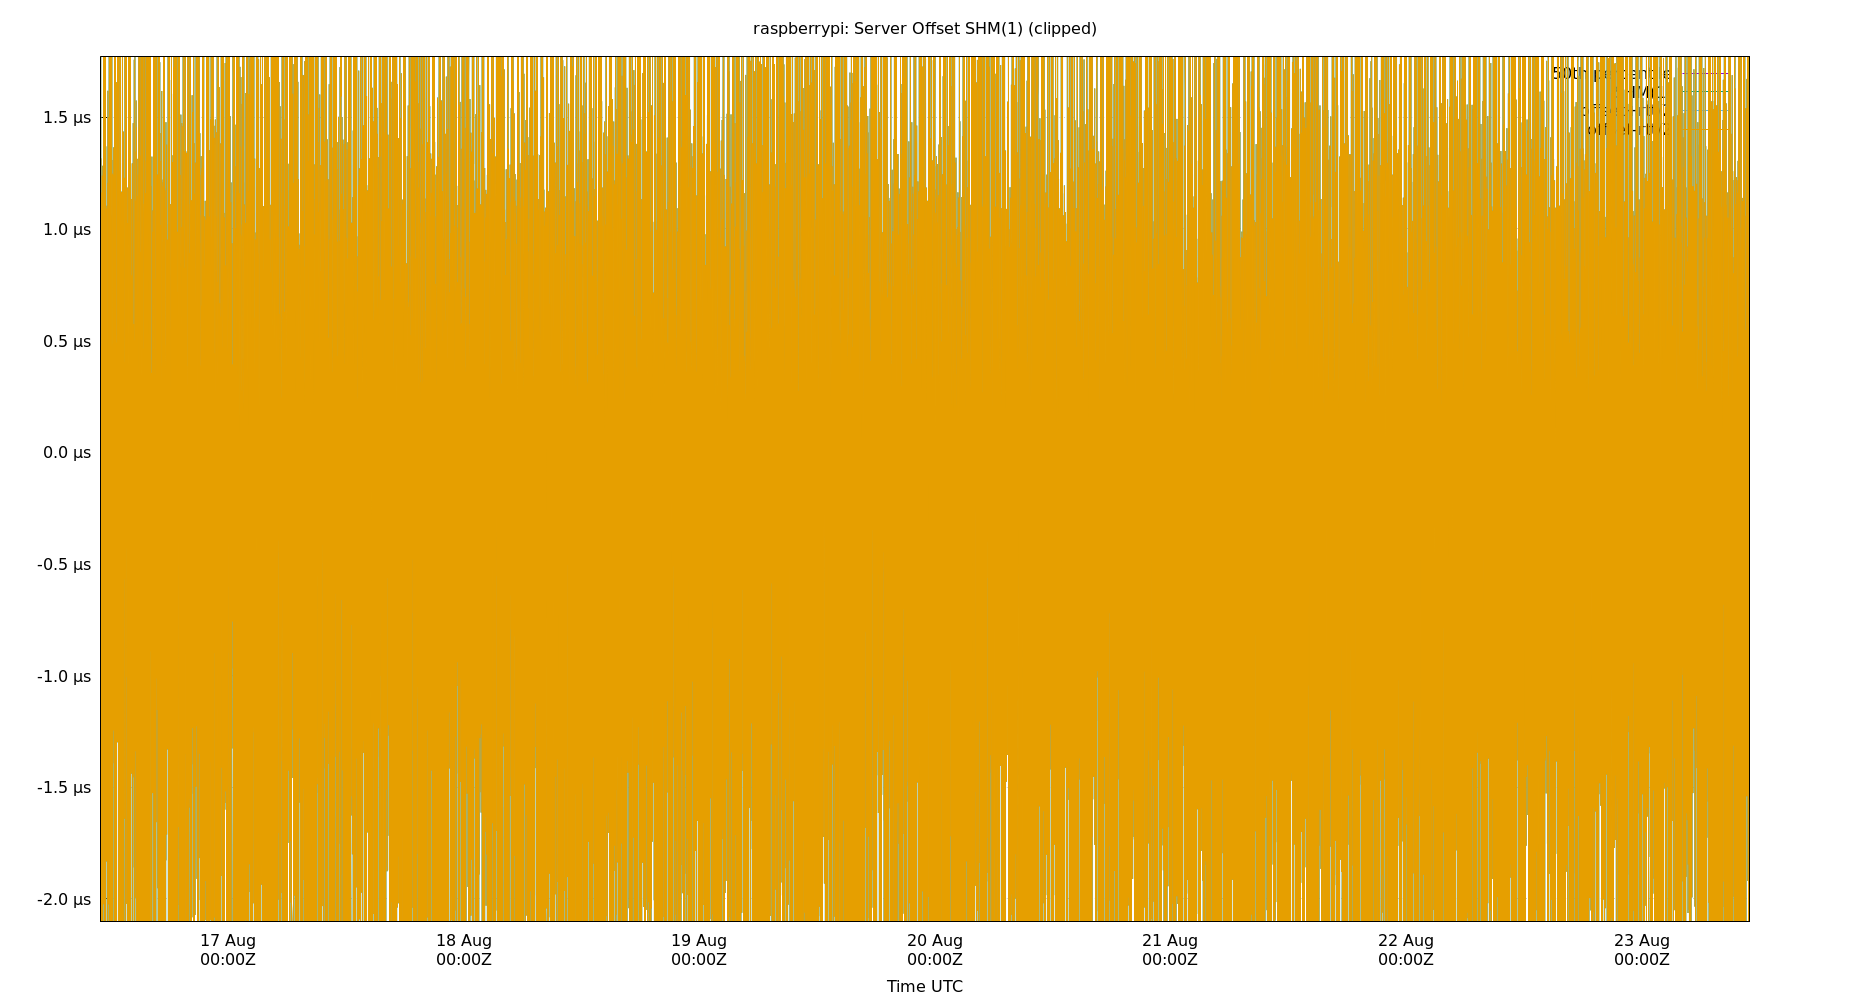 raspberrypi: Server Offset SHM(1) (clipped)
50th
1.5 µs
1.0 µs
0.5 µs
0.0 µs
-0.5 µs
-1.0 µs
-1.5 µs
-2.0 µs
17 Aug 18 Aug 19 Aug 20 Aug 21 Aug 22 Aug 23 Aug
00:00Z 00:00Z 00:00Z 00:00Z 00:00Z 00:00Z 00:00Z
Time UTC